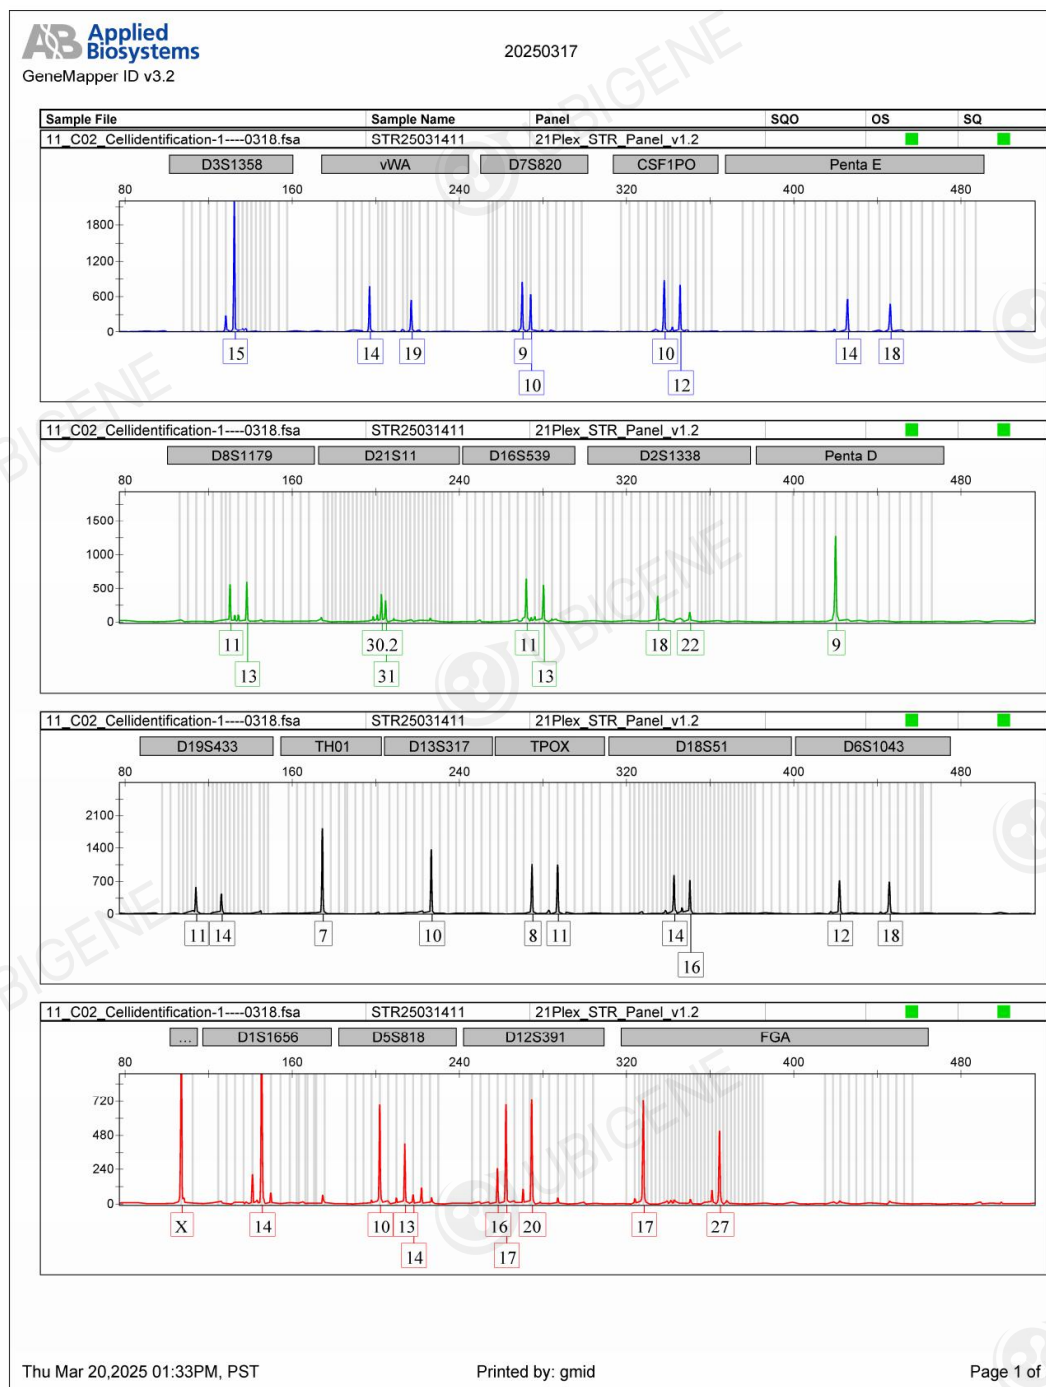 AB Applied Biosystems
GeneMapper ID v3.2
20250317
Sample File Sample Name Panel SQO OS SQ
11_C02_Cellidentification-1----0318.fsa STR25031411 21Plex_STR_Panel_v1.2
D3S1358 vWA D7S820 CSF1PO Penta E
80 160 240 320 400 480
1800
1200
600
0
15 14 19 9 10 14 18
10 12
11_C02_Cellidentification-1----0318.fsa STR25031411 21Plex_STR_Panel_v1.2
D8S1179 D21S11 D16S539 D2S1338 Penta D
80 160 240 320 400 480
1500
1000
500
0
11 30.2 11 18 22 9
13 31 13
11_C02_Cellidentification-1----0318.fsa STR25031411 21Plex_STR_Panel_v1.2
D19S433 TH01 D13S317 TPOX D18S51 D6S1043
80 160 240 320 400 480
2100
1400
700
0
11 14 7 10 8 11 14 12 18
16
11_C02_Cellidentification-1----0318.fsa STR25031411 21Plex_STR_Panel_v1.2
... D1S1656 D5S818 D12S391 FGA
80 160 240 320 400 480
720
480
240
0
X 14 10 13 16 20 17 27
14 17
Thu Mar 20,2025 01:33PM, PST Printed by: gmid Page 1 of
UBIGENE
UBIGENE
UBIGENE
UBIGENE
UBIGENE